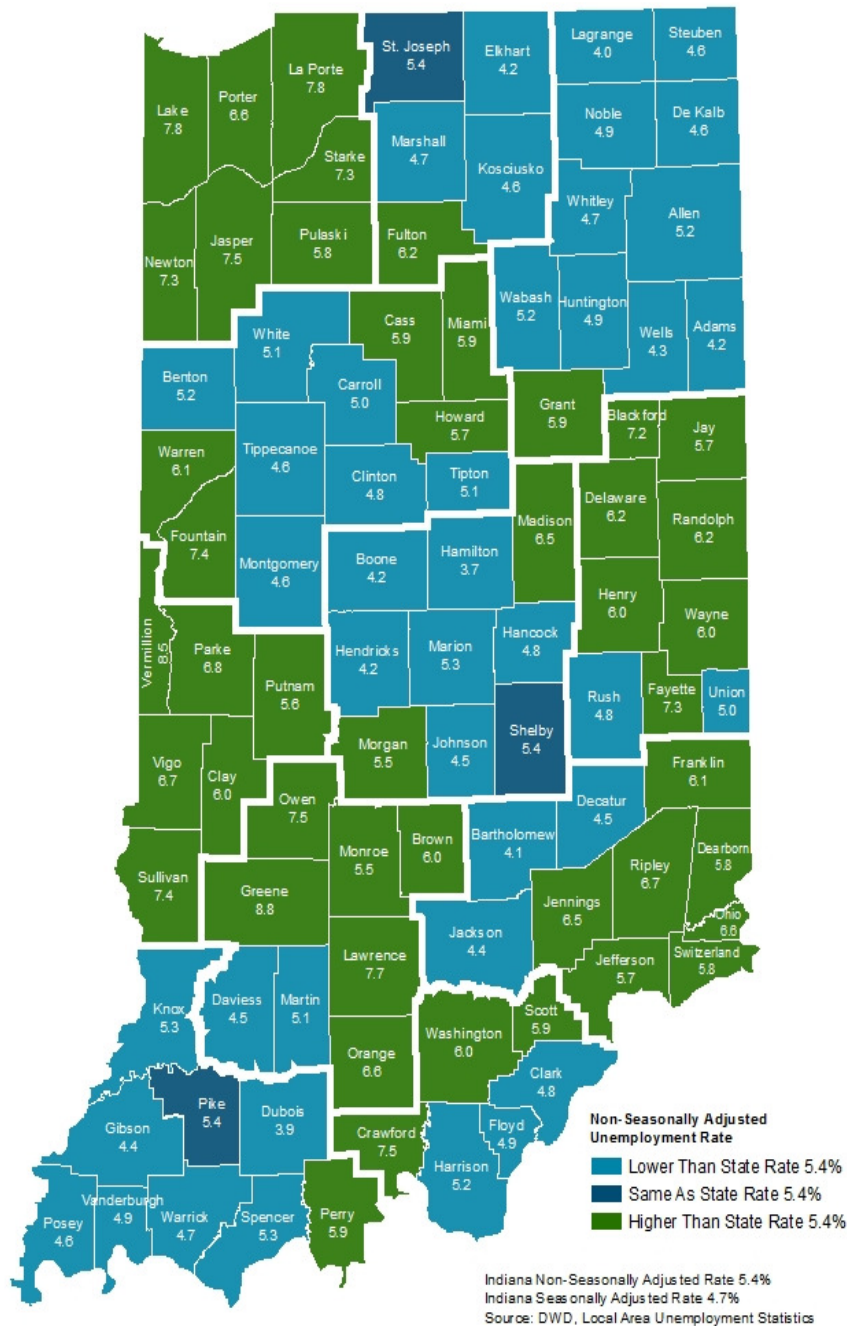 St. Joseph
5.4
Elkhart
4.2
Lagrange
4.0
Steuben
4.6
La Porte
7.8
Lake
7.8
Porter
6.6
Noble
4.9
De Kalb
4.6
Marshall
4.7
Starke
7.3
Kosciusko
4.6
Whitley
4.7
Allen
5.2
Newton
7.3
Jasper
7.5
Pulaski
5.8
Fulton
6.2
Wabash
5.2
Huntington
4.9
Wells
4.3
Adams
4.2
White
5.1
Cass
5.9
Miami
5.9
Benton
5.2
Carroll
5.0
Howard
5.7
Grant
5.9
Blackford
7.2
Jay
5.7
Warren
6.1
Tippecanoe
4.6
Clinton
4.8
Tipton
5.1
Madison
6.5
Delaware
6.2
Randolph
6.2
Fountain
7.4
Montgomery
4.6
Boone
4.2
Hamilton
3.7
Henry
6.0
Wayne
6.0
Vermillion
8.5
Parke
6.8
Putnam
5.6
Hendricks
4.2
Marion
5.3
Hancock
4.8
Rush
4.8
Fayette
7.3
Union
5.0
Vigo
6.7
Clay
6.0
Morgan
5.5
Johnson
4.5
Shelby
5.4
Franklin
6.1
Owen
7.5
Decatur
4.5
Sullivan
7.4
Greene
8.8
Monroe
5.5
Brown
6.0
Bartholomew
4.1
Jennings
6.5
Ripley
6.7
Dearborn
5.8
Ohio
6.6
Switzerland
5.8
Jefferson
5.7
Jackson
4.4
Lawrence
7.7
Knox
5.3
Daviess
4.5
Martin
5.1
Orange
6.6
Washington
6.0
Scott
5.9
Clark
4.8
Gibson
4.4
Pike
5.4
Dubois
3.9
Crawford
7.5
Harrison
5.2
Floyd
4.9
Posey
4.6
Vanderburgh
4.9
Warrick
4.7
Spencer
5.3
Perry
5.9
Non-Seasonally Adjusted
Unemployment Rate
Lower Than State Rate 5.4%
Same As State Rate 5.4%
Higher Than State Rate 5.4%
Indiana Non-Seasonally Adjusted Rate 5.4%
Indiana Seasonally Adjusted Rate 4.7%
Source: DWD, Local Area Unemployment Statistics